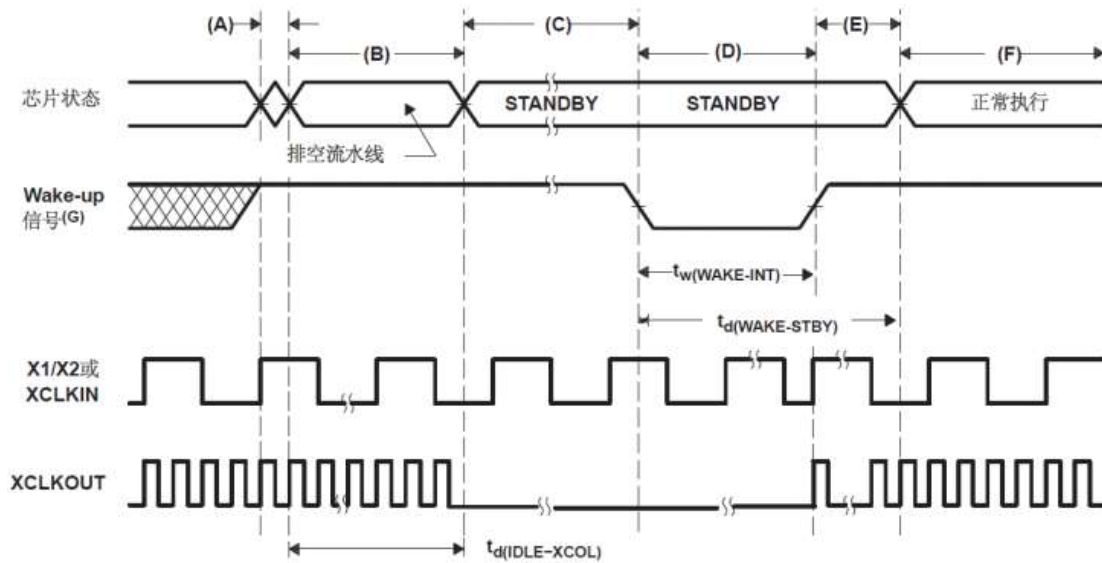 (A)
(C)
(E)
(B)
(D)
(F)
芯片状态
STANDBY
STANDBY
正常执行
排空流水线
Wake-up
信号(G)
tw(WAKE-INT)
td(WAKE-STBY)
X1/X2或
XCLKIN
XCLKOUT
td(IDLE−XCOL)